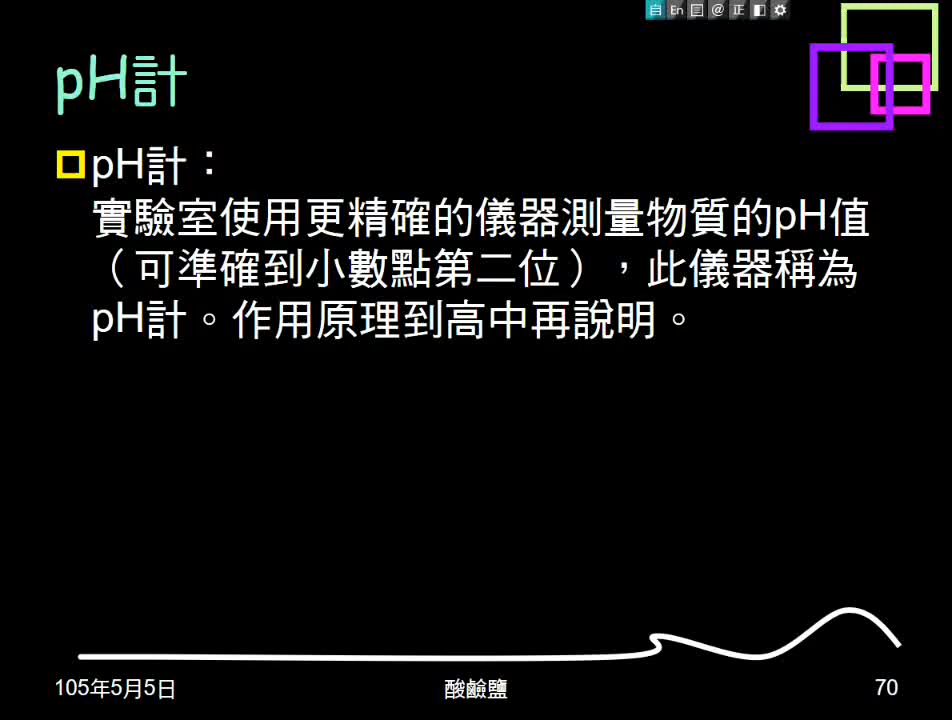 自 En @ 正
pH計
pH計：
實驗室使用更精確的儀器測量物質的pH值
（可準確到小數點第二位），此儀器稱為
pH計。作用原理到高中再說明。
105年5月5日
酸鹼鹽
70